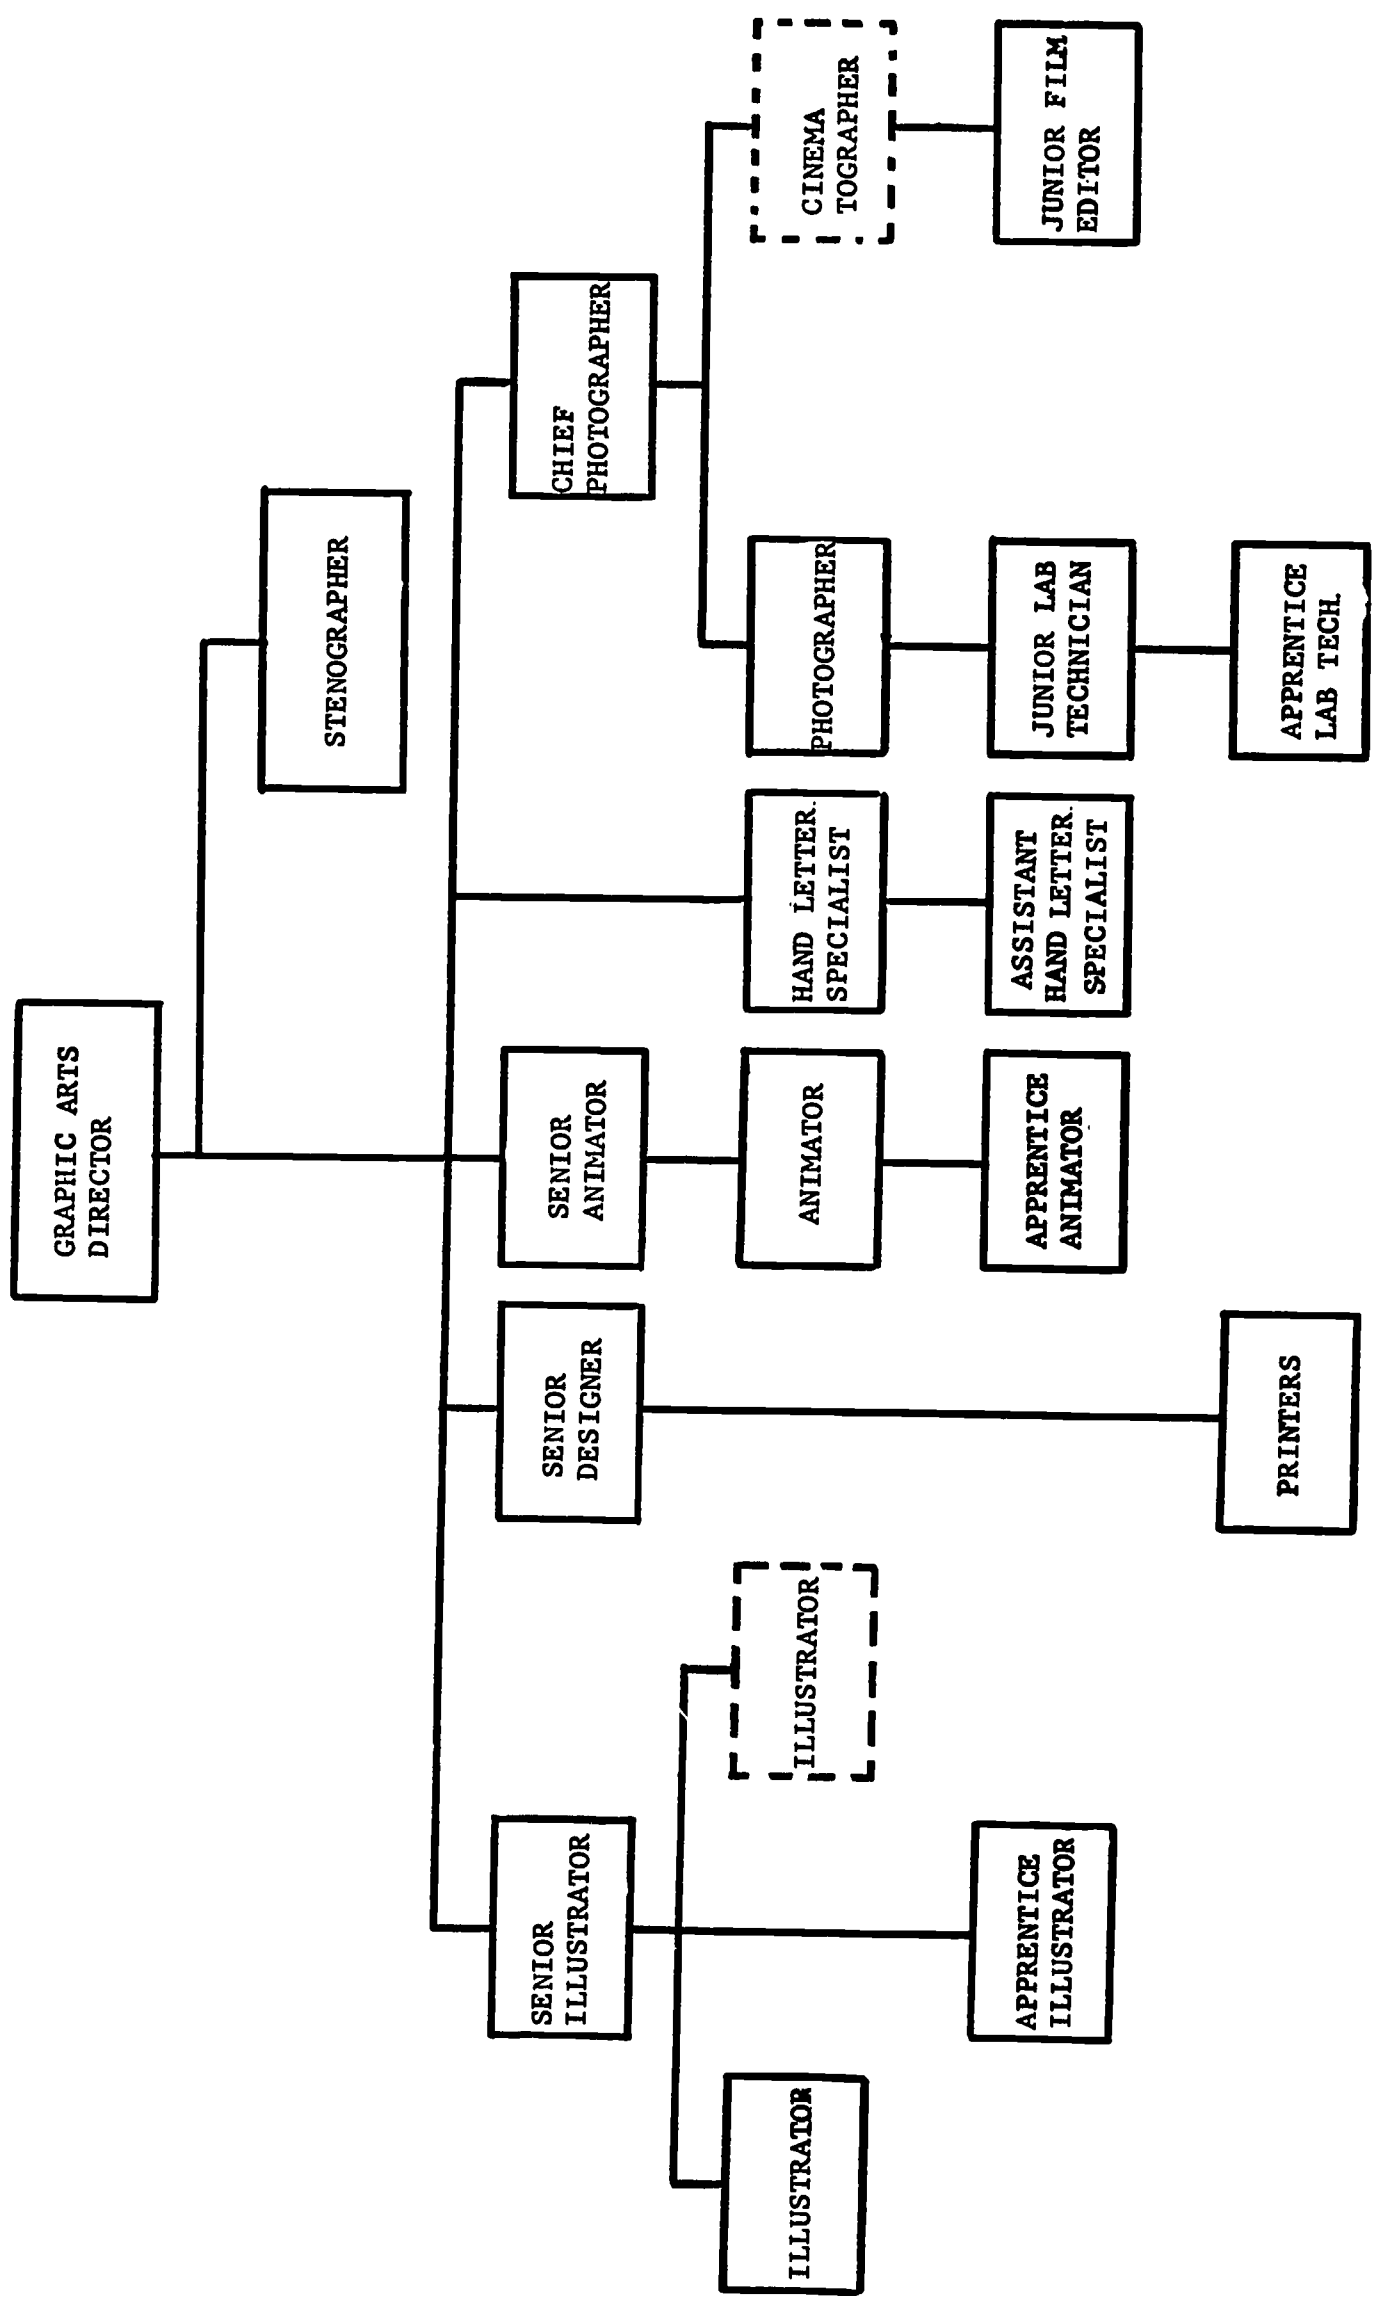 GRAPHIC ARTS
DIRECTOR
STENOGRAPHER
SENIOR
ILLUSTRATOR
SENIOR
DESIGNER
SENIOR
ANIMATOR
CHIEF
PHOTOGRAPHER
ILLUSTRATOR
ILLUSTRATOR
ANIMATOR
HAND LETTER.
SPECIALIST
PHOTOGRAPHER
CINEMA
TOGRAPHER
APPRENTICE
ILLUSTRATOR
APPRENTICE
ANIMATOR
ASSISTANT
HAND LETTER.
SPECIALIST
JUNIOR LAB
TECHNICIAN
JUNIOR FILM
EDITOR
PRINTERS
APPRENTICE
LAB TECH.